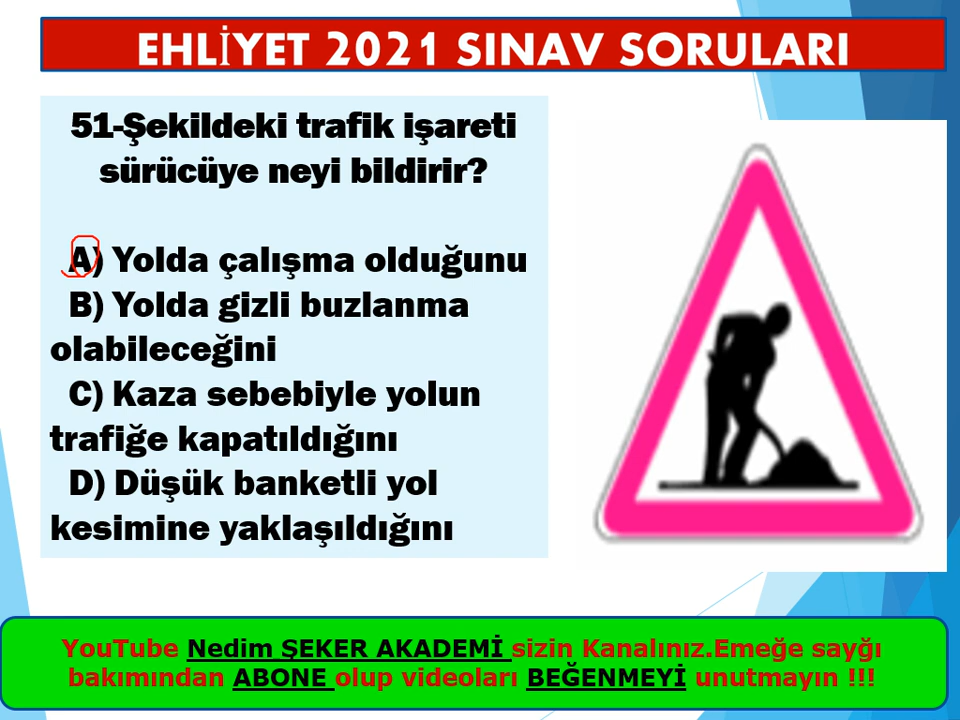 EHLİYET 2021 SINAV SORULARI
51-Şekildeki trafik işareti
sürücüye neyi bildirir?
A) Yolda çalışma olduğunu
B) Yolda gizli buzlanma
olabileceğini
C) Kaza sebebiyle yolun
trafiğe kapatıldığını
D) Düşük banketli yol
kesimine yaklaşıldığını
YouTube Nedim ŞEKER AKADEMİ sizin Kanalınız.Emeğe sayğı
bakımından ABONE olup videoları BEĞENMEYİ unutmayın !!!